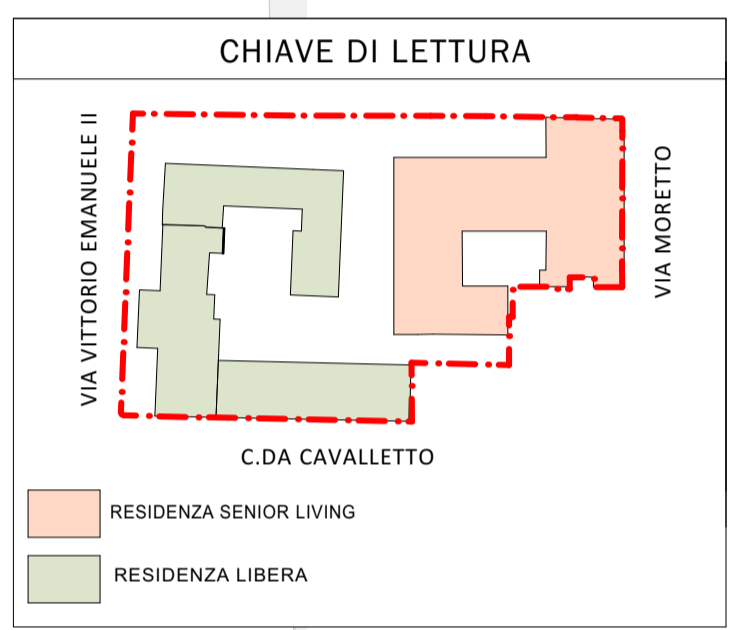 CHIAVE DI LETTURA
VIA VITTORIO EMANUELE II
VIA MORETTO
C.DA CAVALLETTO
RESIDENZA SENIOR LIVING
RESIDENZA LIBERA